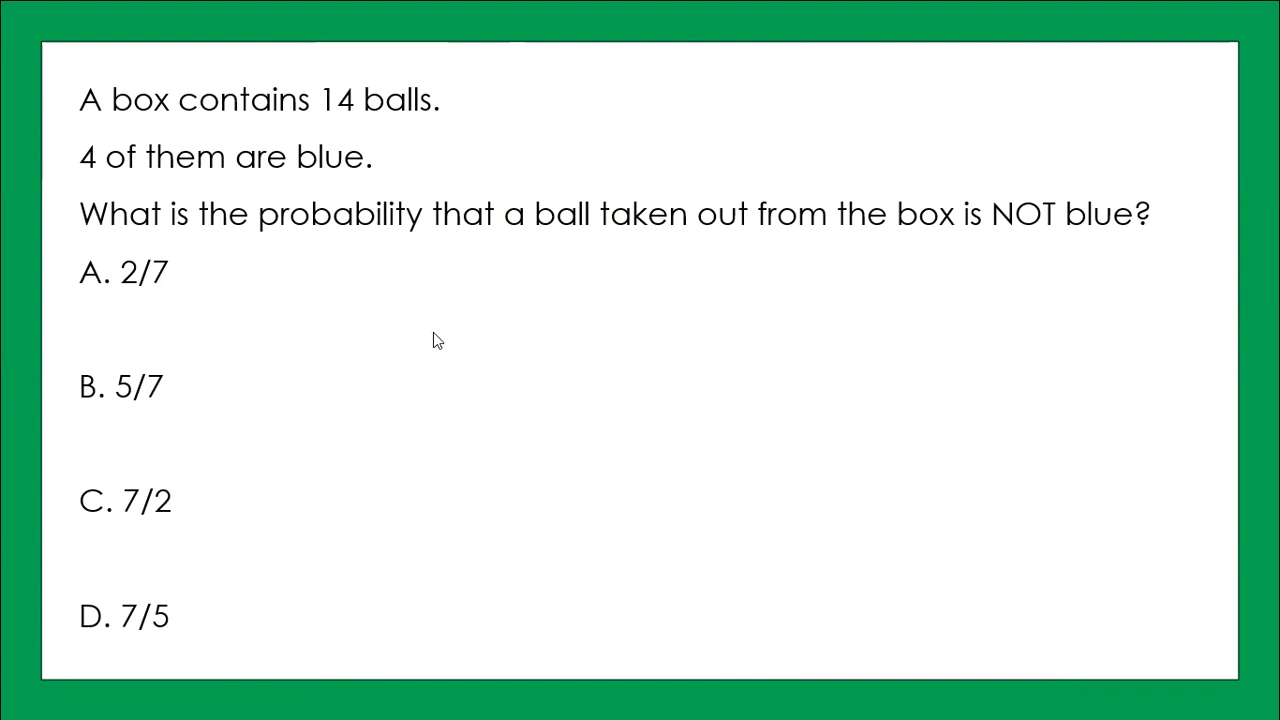 A box contains 14 balls.
4 of them are blue.
What is the probability that a ball taken out from the box is NOT blue?
A. 2/7
B. 5/7
C. 7/2
D. 7/5